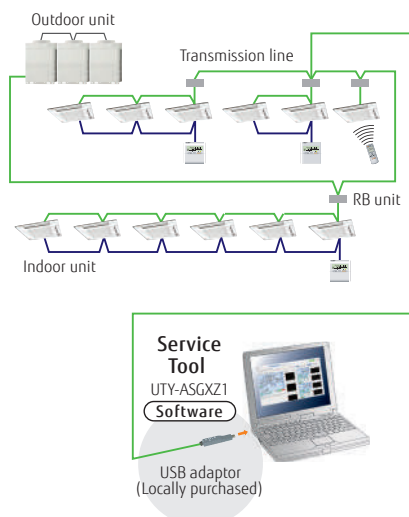 Outdoor unit
Transmission line
RB unit
Indoor unit
Service
Tool
UTY-ASGXZ1
Software
USB adaptor
(Locally purchased)